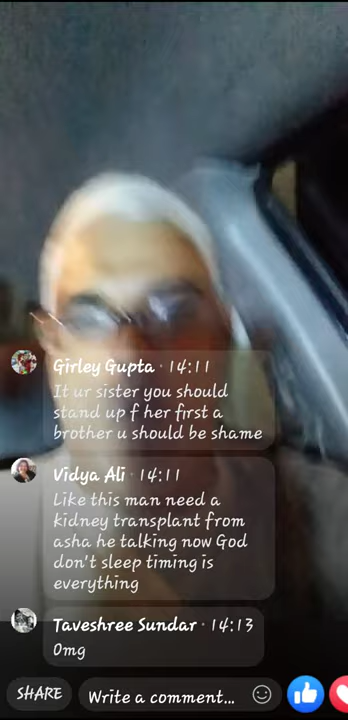 Girley Gupta · 14:11
It ur sister you should
stand up f her first a
brother u should be shame
Vidya Ali · 14:11
Like this man need a
kidney transplant from
asha he talking now God
don't sleep timing is
everything
Taveshree Sundar · 14:13
Omg
SHARE
Write a comment...